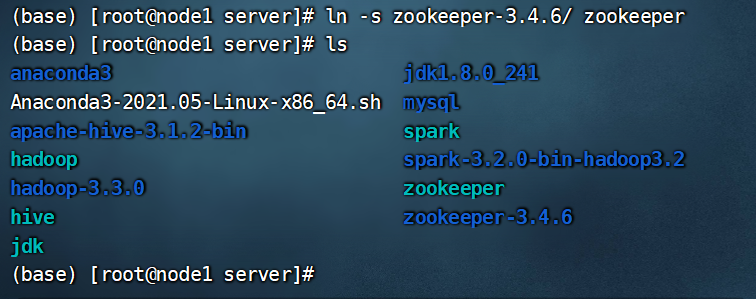 (base) [root@node1 server]# ln -s zookeeper-3.4.6/ zookeeper
(base) [root@node1 server]# ls
anaconda3 jdk1.8.0_241
Anaconda3-2021.05-Linux-x86_64.sh mysql
apache-hive-3.1.2-bin spark
hadoop spark-3.2.0-bin-hadoop3.2
hadoop-3.3.0 zookeeper
hive zookeeper-3.4.6
jdk
(base) [root@node1 server]#